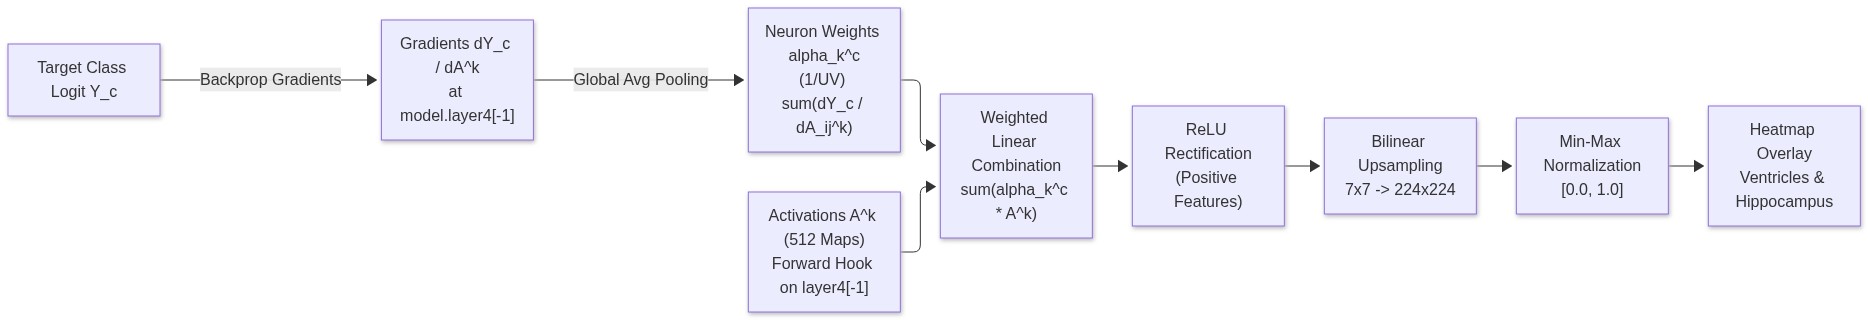 Target Class
Logit Y_c
Backprop Gradients
Gradients dY_c
/ dA^k
at
model.layer4[-1]
Global Avg Pooling
Neuron Weights
alpha_k^c
(1/UV)
sum(dY_c /
dA_ij^k)
Activations A^k
(512 Maps)
Forward Hook
on layer4[-1]
Weighted
Linear
Combination
sum(alpha_k^c
* A^k)
ReLU
Rectification
(Positive
Features)
Bilinear
Upsampling
7x7 -> 224x224
Min-Max
Normalization
[0.0, 1.0]
Heatmap
Overlay
Ventricles &
Hippocampus